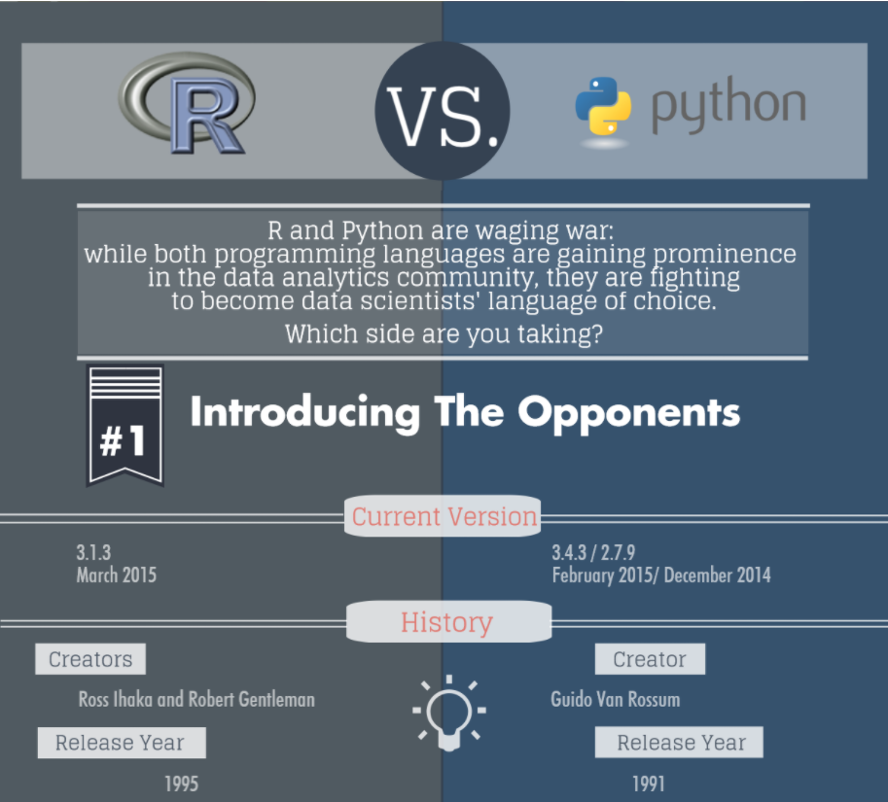 R
VS.
python
R and Python are waging war:
while both programming languages are gaining prominence
in the data analytics community, they are fighting
to become data scientists' language of choice.
Which side are you taking?
#1
Introducing The Opponents
Current Version
3.1.3
March 2015
3.4.3 / 2.7.9
February 2015/ December 2014
History
Creators
Ross Ihaka and Robert Gentleman
Release Year
1995
Creator
Guido Van Rossum
Release Year
1991